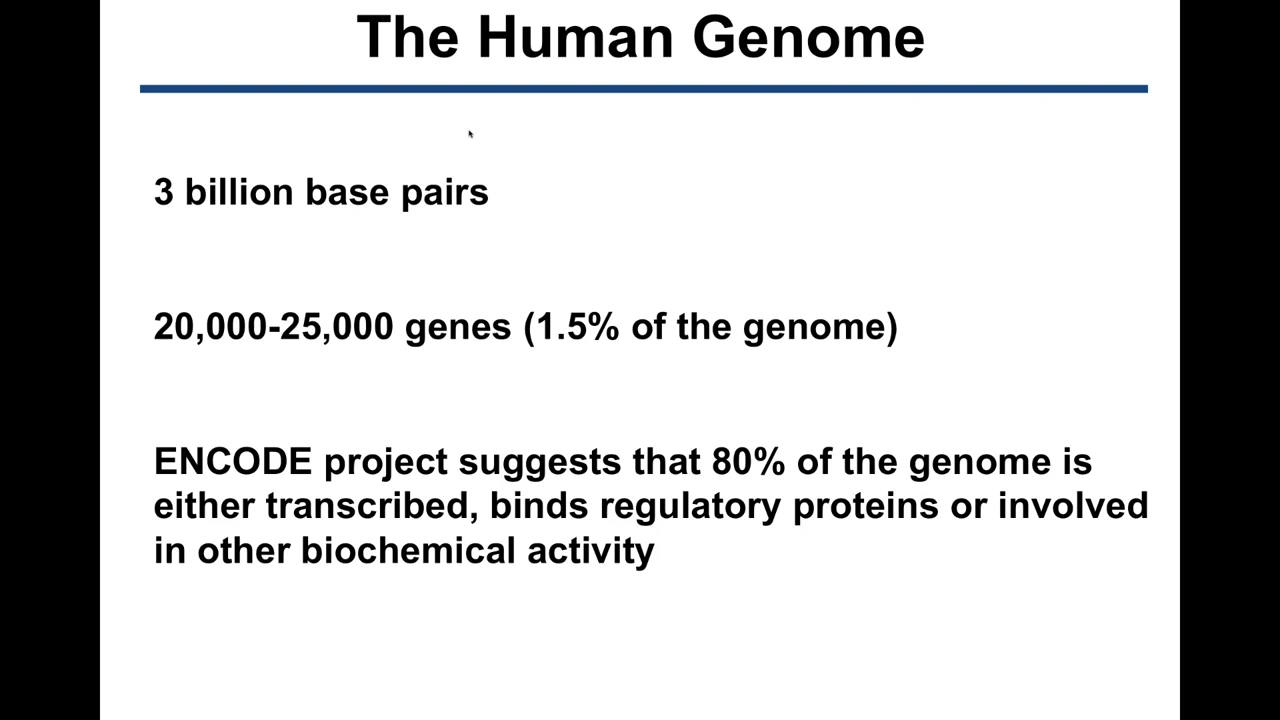 The Human Genome
3 billion base pairs
20,000-25,000 genes (1.5% of the genome)
ENCODE project suggests that 80% of the genome is
either transcribed, binds regulatory proteins or involved
in other biochemical activity